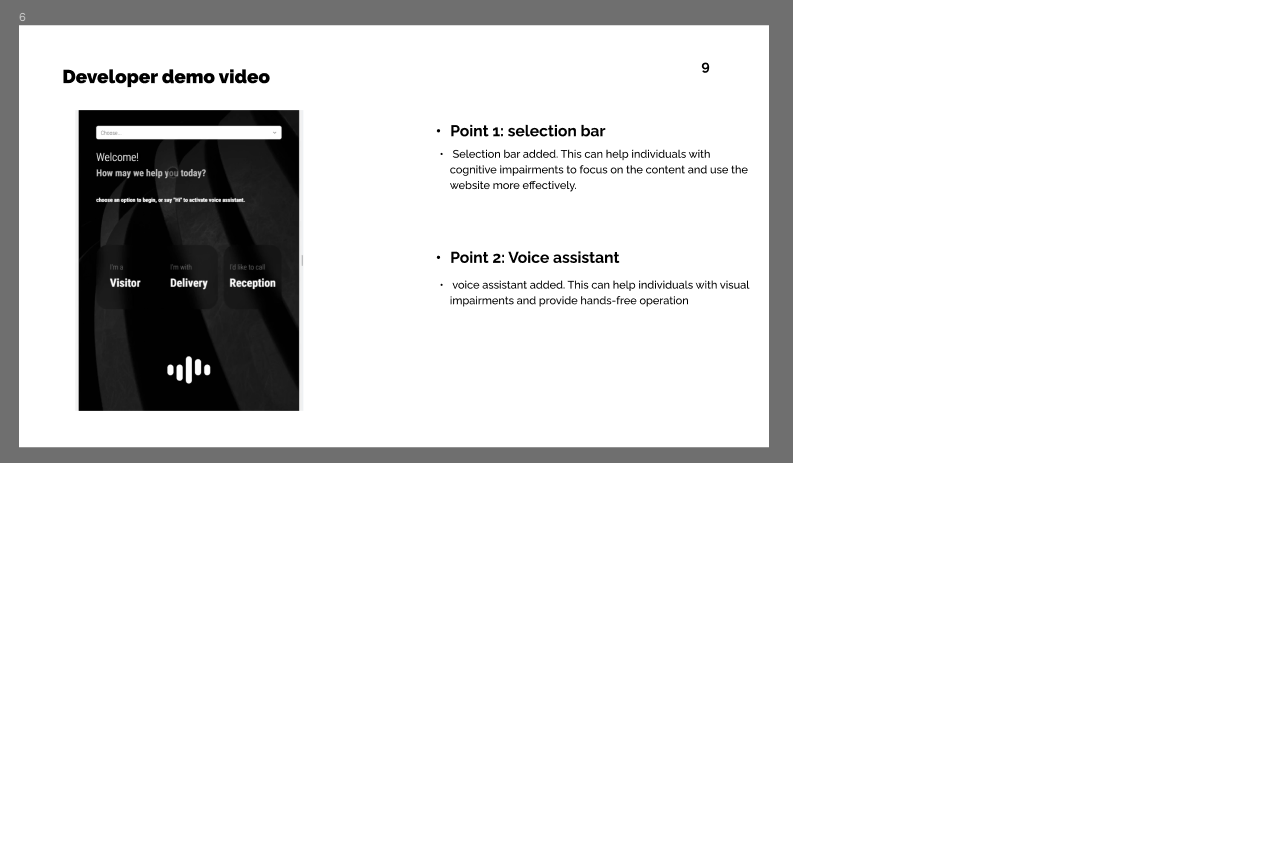 6
Developer demo video
9
Choose...
Welcome!
How may we help you today?
choose an option to begin, or say "Hi" to activate voice assistant.
I'm a
Visitor
I'm with
Delivery
I'd like to call
Reception
• Point 1: selection bar
• Selection bar added. This can help individuals with
cognitive impairments to focus on the content and use the
website more effectively.
• Point 2: Voice assistant
• voice assistant added. This can help individuals with visual
impairments and provide hands-free operation